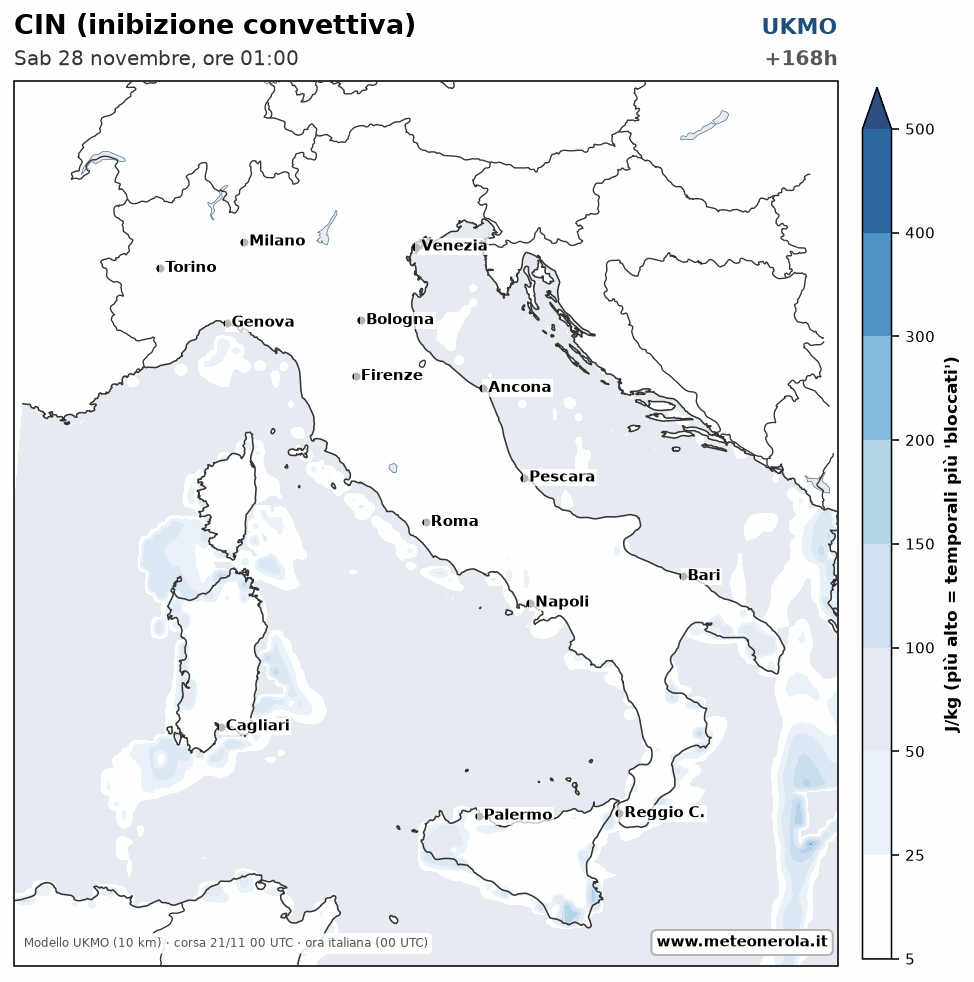 CIN (inibizione convettiva)
UKMO
Sab 28 novembre, ore 01:00
+168h
Milano
Venezia
Torino
Genova
Bologna
Firenze
Ancona
Pescara
Roma
Bari
Napoli
Cagliari
Palermo
Reggio C.
Modello UKMO (10 km) · corsa 21/11 00 UTC · ora italiana (00 UTC)
www.meteonerola.it
500
400
300
200
150
100
50
25
5
J/kg (più alto = temporali più 'bloccati')